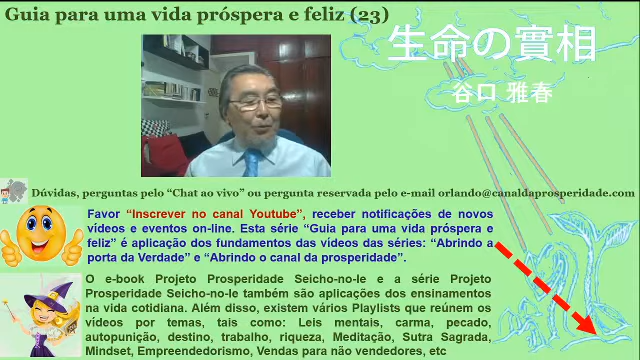 Guia para uma vida próspera e feliz (23)
生命の實相
谷口 雅春
Dúvidas, perguntas pelo “Chat ao vivo” ou pergunta reservada pelo e-mail orlando@canaldaprosperidade.com
Favor “Inscrever no canal Youtube”, receber notificações de novos
vídeos e eventos on-line. Esta série “Guia para uma vida próspera e
feliz” é aplicação dos fundamentos das vídeos das séries: “Abrindo a
porta da Verdade” e “Abrindo o canal da prosperidade”.
O e-book Projeto Prosperidade Seicho-no-Ie e a série Projeto
Prosperidade Seicho-no-Ie também são aplicações dos ensinamentos
na vida cotidiana. Além disso, existem vários Playlists que reúnem os
vídeos por temas, tais como: Leis mentais, carma, pecado,
autopunição, destino, trabalho, riqueza, Meditação, Sutra Sagrada,
Mindset, Empreendedorismo, Vendas para não vendedores, etc